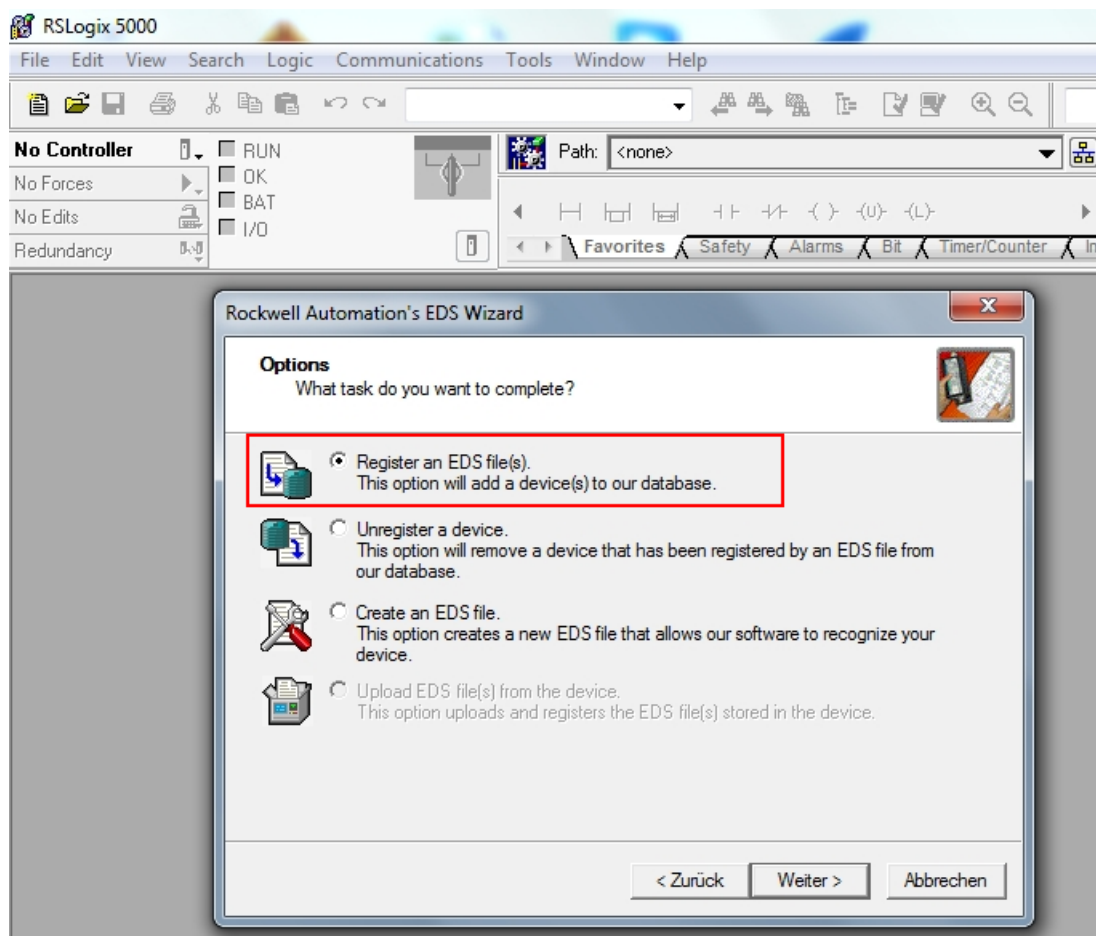 RSLogix 5000
File Edit View Search Logic Communications Tools Window Help
No Controller
RUN
Path: <none>
No Forces
OK
No Edits
BAT
I/O
Redundancy
-(U)- -(L)-
Favorites Safety Alarms Bit Timer/Counter
Rockwell Automation's EDS Wizard
Options
What task do you want to complete?
Register an EDS file(s).
This option will add a device(s) to our database.
Unregister a device.
This option will remove a device that has been registered by an EDS file from
our database.
Create an EDS file.
This option creates a new EDS file that allows our software to recognize your
device.
Upload EDS file(s) from the device.
This option uploads and registers the EDS file(s) stored in the device.
< Zurück Weiter > Abbrechen